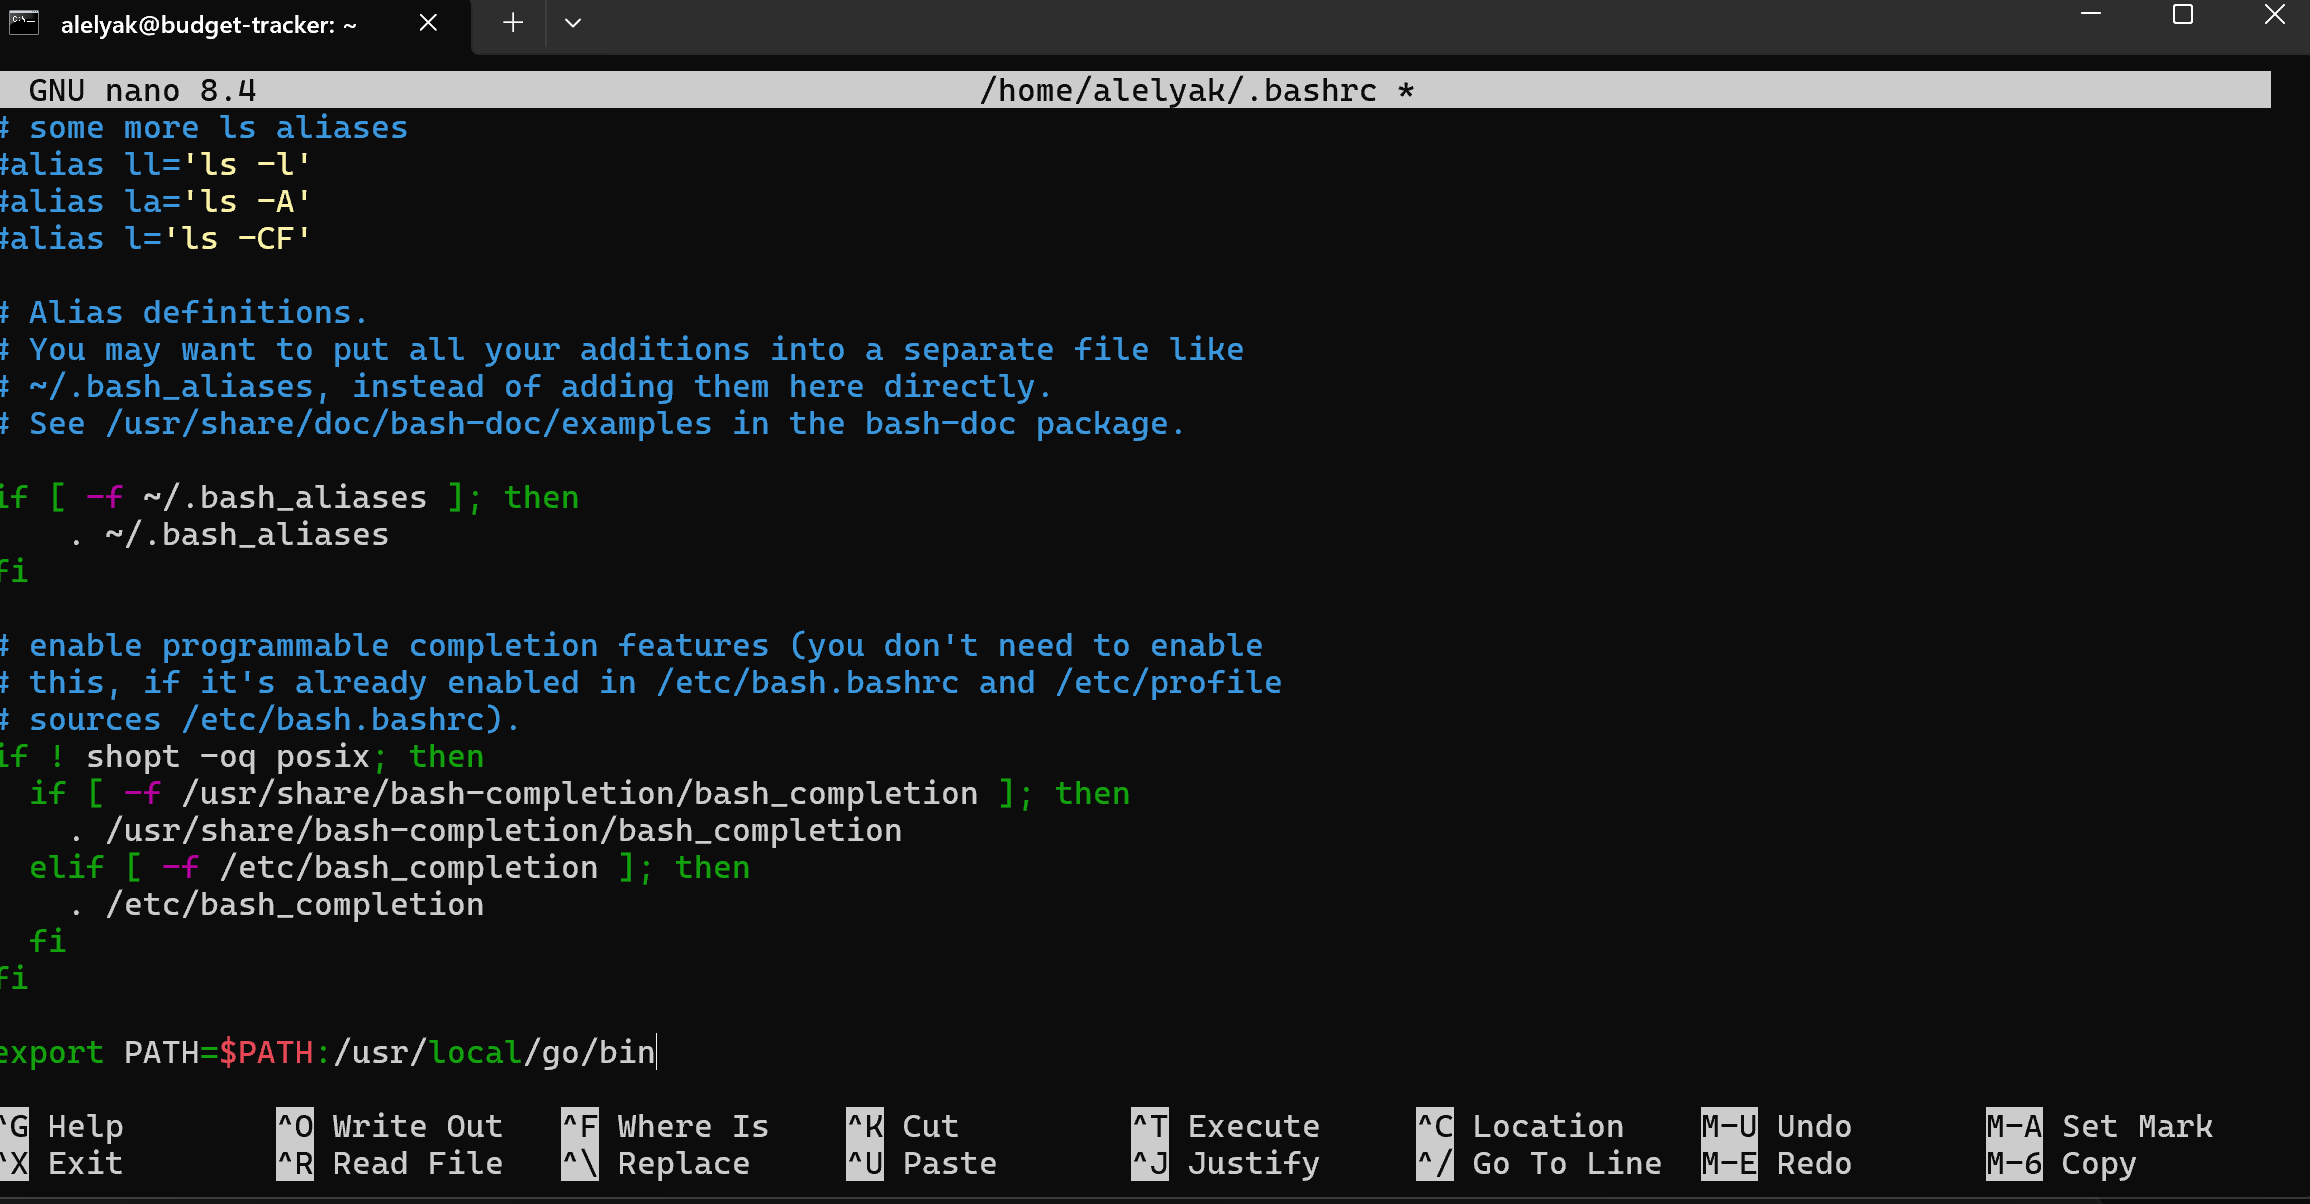 alelyak@budget-tracker: ~
GNU nano 8.4 /home/alelyak/.bashrc *
# some more ls aliases
#alias ll='ls -l'
#alias la='ls -A'
#alias l='ls -CF'
# Alias definitions.
# You may want to put all your additions into a separate file like
# ~/.bash_aliases, instead of adding them here directly.
# See /usr/share/doc/bash-doc/examples in the bash-doc package.
if [ -f ~/.bash_aliases ]; then
    . ~/.bash_aliases
fi
# enable programmable completion features (you don't need to enable
# this, if it's already enabled in /etc/bash.bashrc and /etc/profile
# sources /etc/bash.bashrc).
if ! shopt -oq posix; then
  if [ -f /usr/share/bash-completion/bash_completion ]; then
    . /usr/share/bash-completion/bash_completion
  elif [ -f /etc/bash_completion ]; then
    . /etc/bash_completion
  fi
fi
export PATH=$PATH:/usr/local/go/bin
^G Help ^O Write Out ^F Where Is ^K Cut ^T Execute ^C Location M-U Undo M-A Set Mark
^X Exit ^R Read File ^\ Replace ^U Paste ^J Justify ^/ Go To Line M-E Redo M-6 Copy